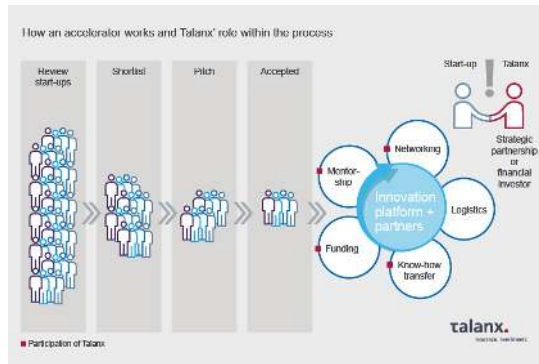 How an accelerator works and Talanx' role within the process
Review
start-ups
Shortlist
Pitch
Accepted
Start-up
Talanx
Strategic
partnership
or
financial
investor
Networking
Mentor-
ship
Innovation
platform +
partners
Logistics
Funding
Know-how
transfer
talanx.
Participation of Talanx